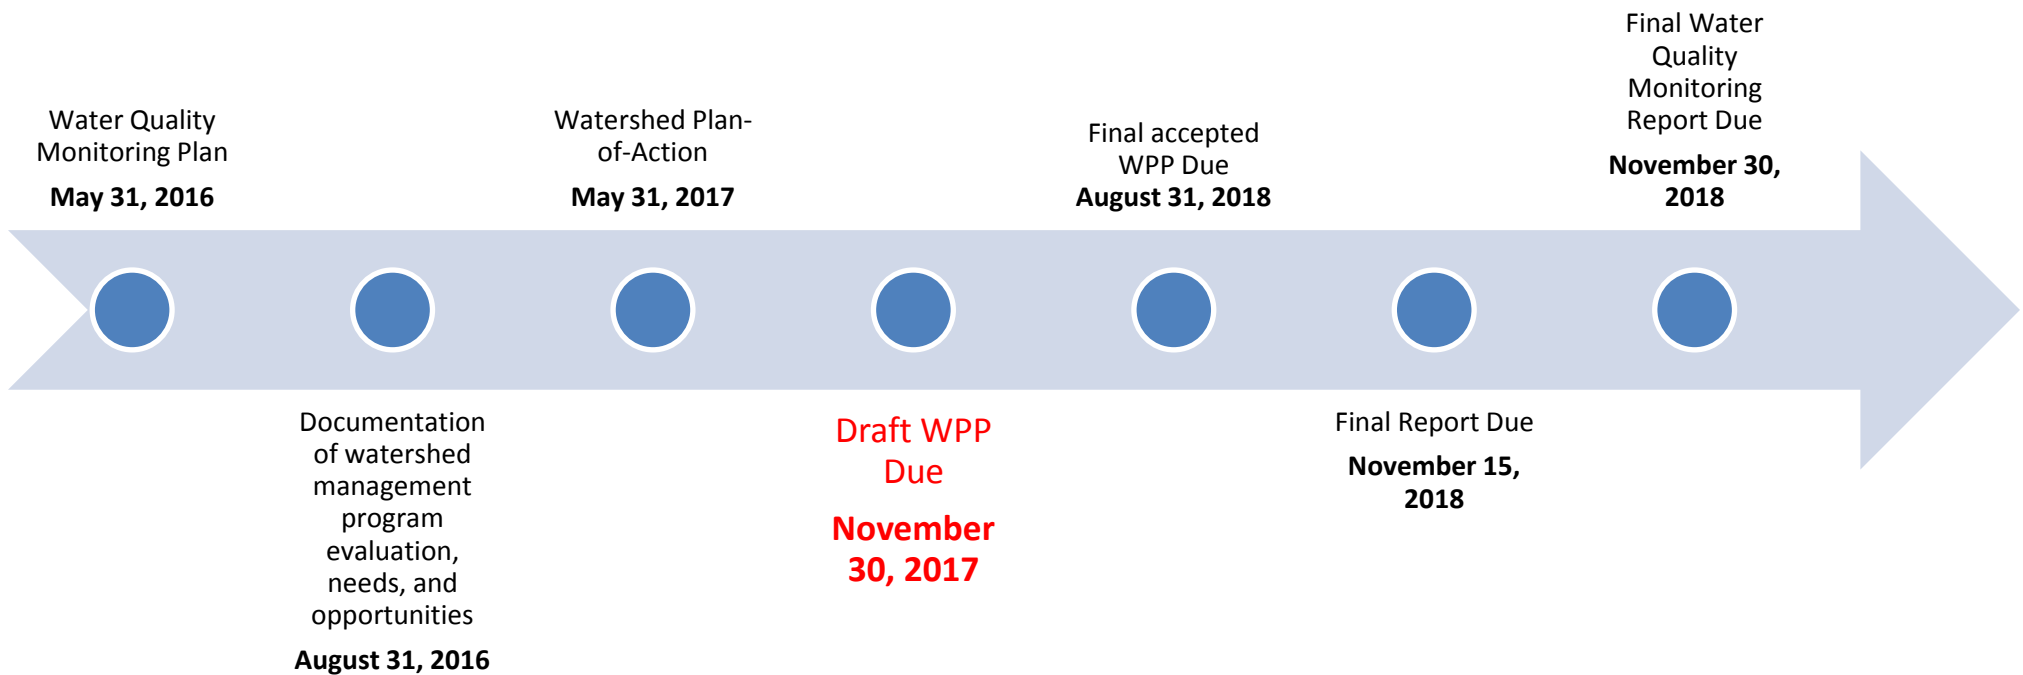 Water Quality
Monitoring Plan
May 31, 2016
Documentation
of watershed
management
program
evaluation,
needs, and
opportunities
August 31, 2016
Watershed Plan-
of-Action
May 31, 2017
Draft WPP
Due
November
30, 2017
Final accepted
WPP Due
August 31, 2018
Final Report Due
November 15,
2018
Final Water
Quality
Monitoring
Report Due
November 30,
2018